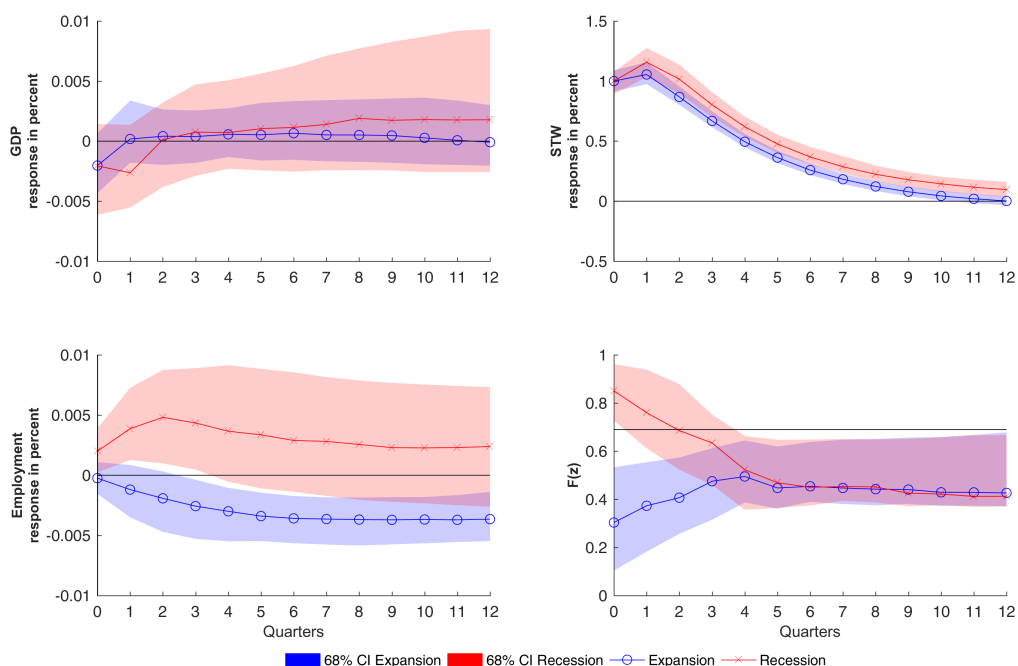 GDP
response in percent
0.01
0.005
0
-0.005
-0.01
0 1 2 3 4 5 6 7 8 9 10 11 12
STW
response in percent
1.5
1
0.5
0
-0.5
0 1 2 3 4 5 6 7 8 9 10 11 12
Employment
response in percent
0.01
0.005
0
-0.005
-0.01
0 1 2 3 4 5 6 7 8 9 10 11 12
Quarters
F(z)
1
0.8
0.6
0.4
0.2
0
0 1 2 3 4 5 6 7 8 9 10 11 12
Quarters
68% CI Expansion 68% CI Recession Expansion Recession